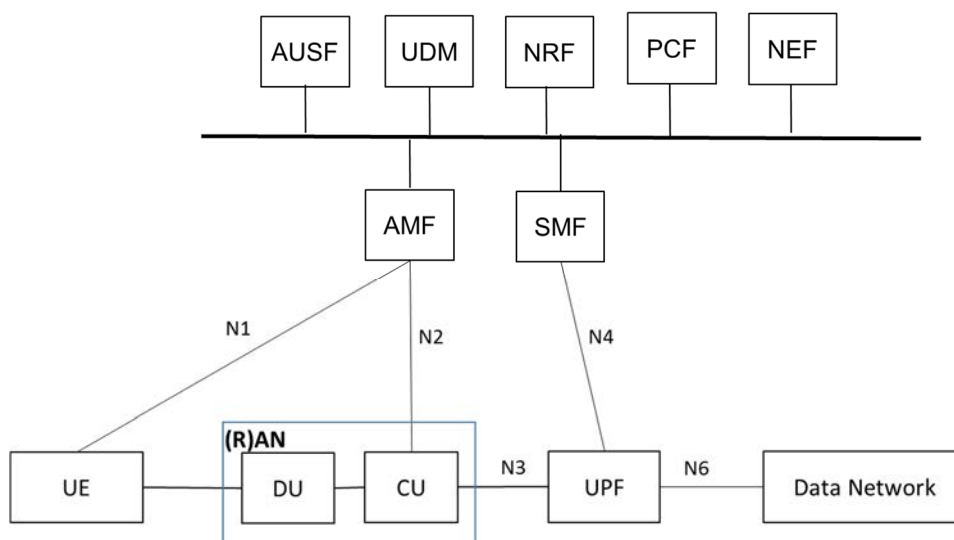 AUSF
UDM
NRF
PCF
NEF
AMF
SMF
N1
N2
N4
(R)AN
UE
DU
CU
N3
UPF
N6
Data Network